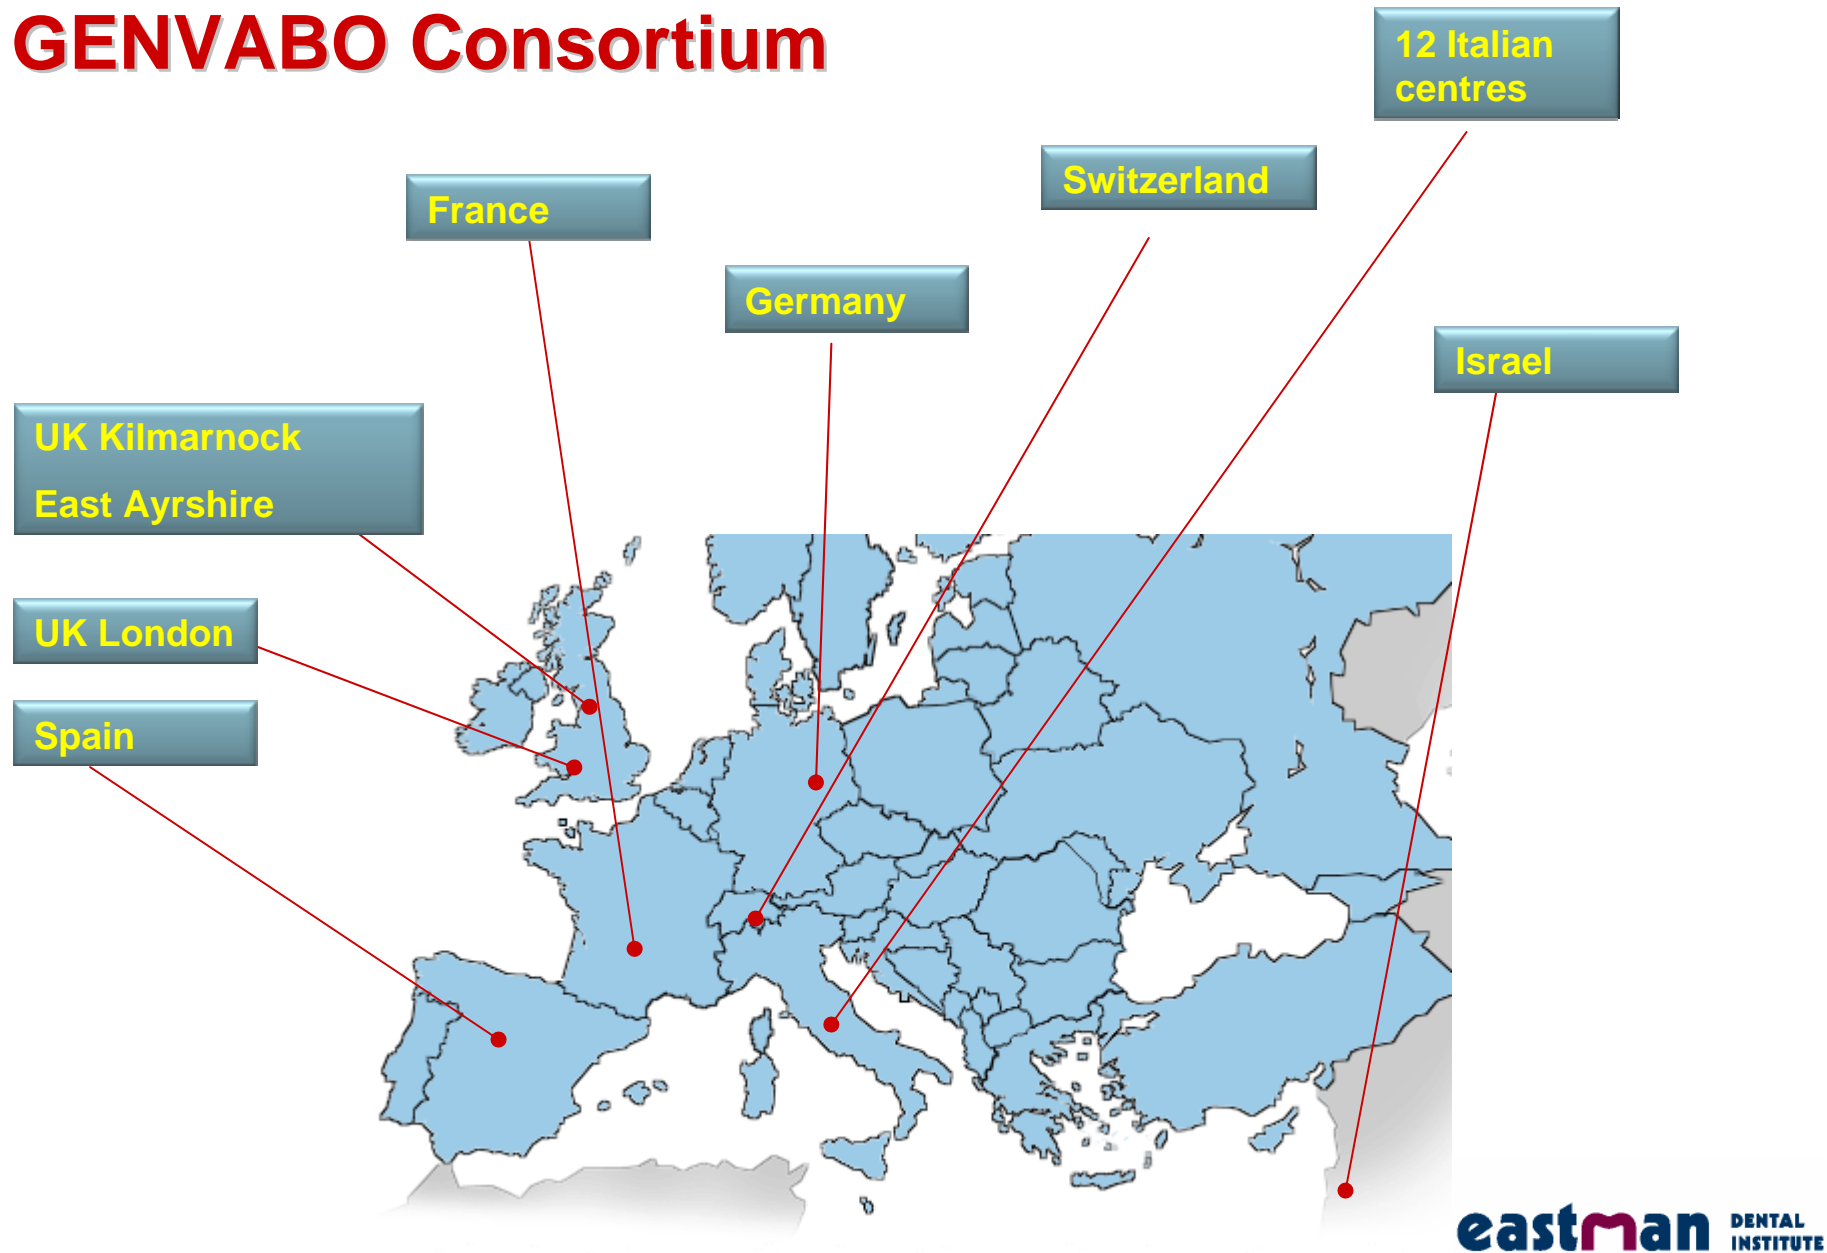 GENVABO Consortium
12 Italian
centres
Switzerland
France
Germany
Israel
UK Kilmarnock
East Ayrshire
UK London
Spain
eastman DENTAL
INSTITUTE